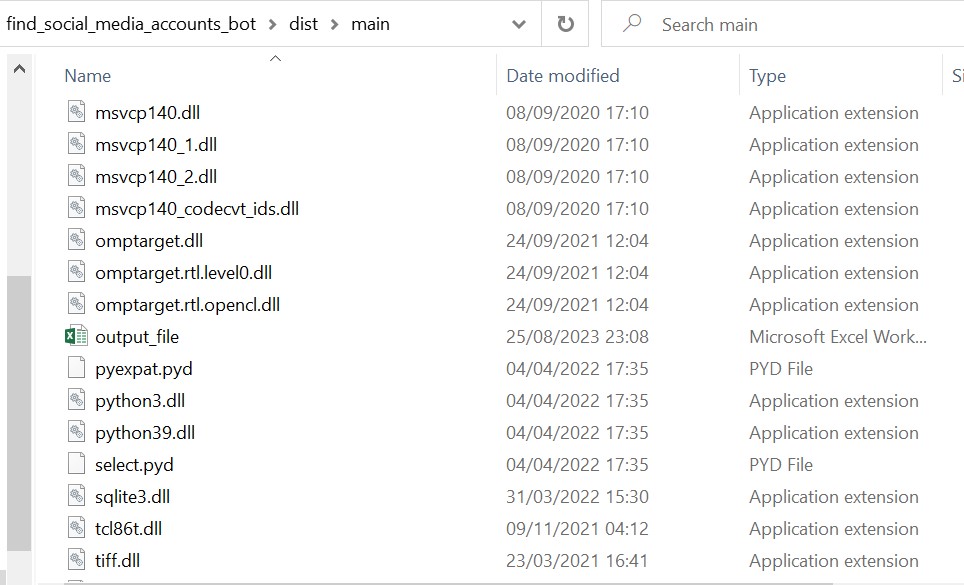 find_social_media_accounts_bot > dist > main Search main
Name Date modified Type Si
msvcp140.dll 08/09/2020 17:10 Application extension
msvcp140_1.dll 08/09/2020 17:10 Application extension
msvcp140_2.dll 08/09/2020 17:10 Application extension
msvcp140_codecvt_ids.dll 08/09/2020 17:10 Application extension
omptarget.dll 24/09/2021 12:04 Application extension
omptarget.rtl.level0.dll 24/09/2021 12:04 Application extension
omptarget.rtl.opencl.dll 24/09/2021 12:04 Application extension
output_file 25/08/2023 23:08 Microsoft Excel Work...
pyexpat.pyd 04/04/2022 17:35 PYD File
python3.dll 04/04/2022 17:35 Application extension
python39.dll 04/04/2022 17:35 Application extension
select.pyd 04/04/2022 17:35 PYD File
sqlite3.dll 31/03/2022 15:30 Application extension
tcl86t.dll 09/11/2021 04:12 Application extension
tiff.dll 23/03/2021 16:41 Application extension